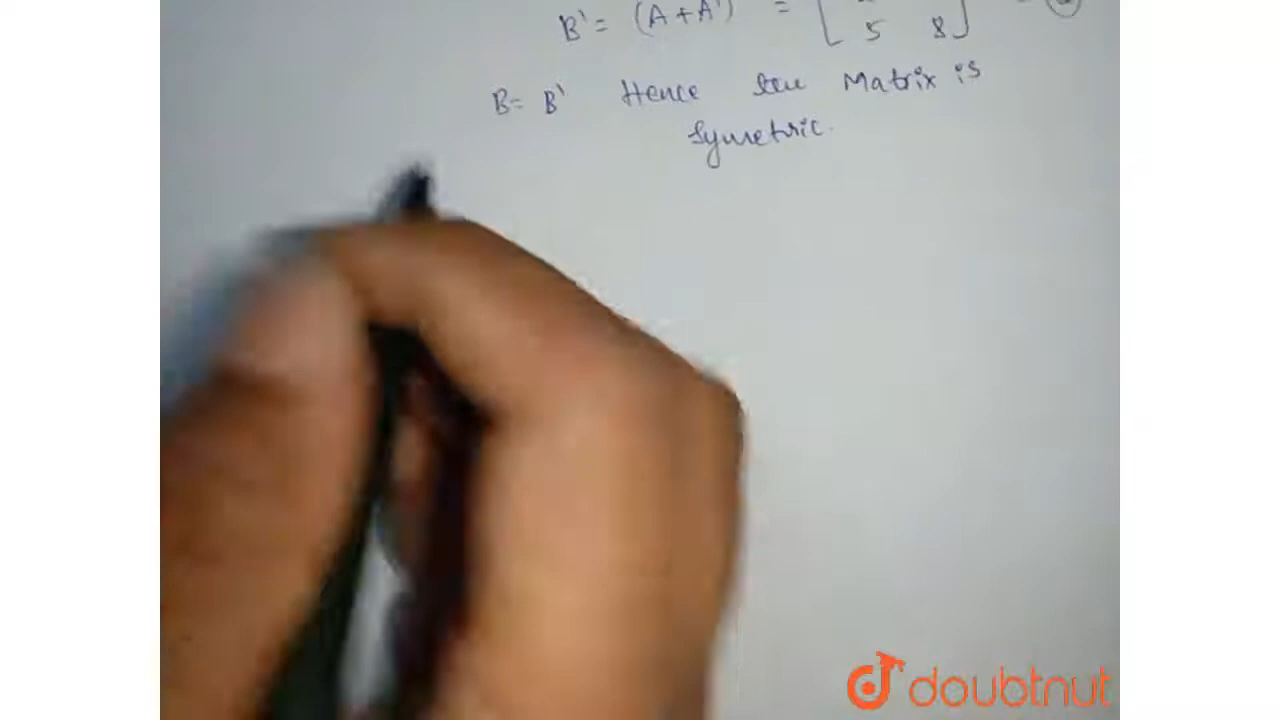 B' = (A + A') = [
5 8 ]
B = B' Hence the Matrix is
Symetric.
doubtnut